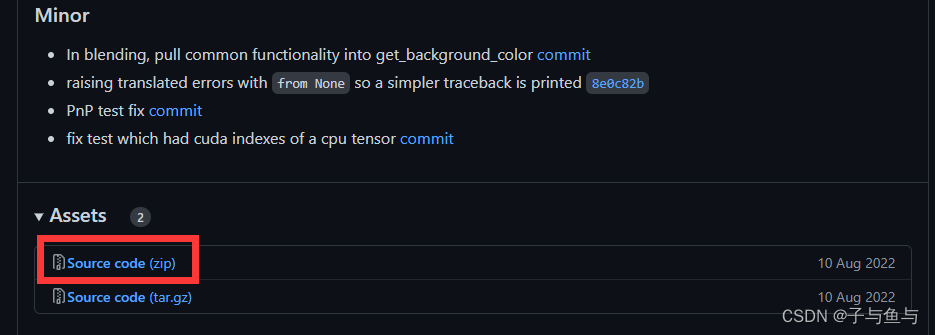 Minor
• In blending, pull common functionality into get_background_color commit
• raising translated errors with from None so a simpler traceback is printed 8e0c82b
• PnP test fix commit
• fix test which had cuda indexes of a cpu tensor commit
Assets 2
Source code (zip) 10 Aug 2022
Source code (tar.gz) 10 Aug 2022
CSDN @子与鱼与